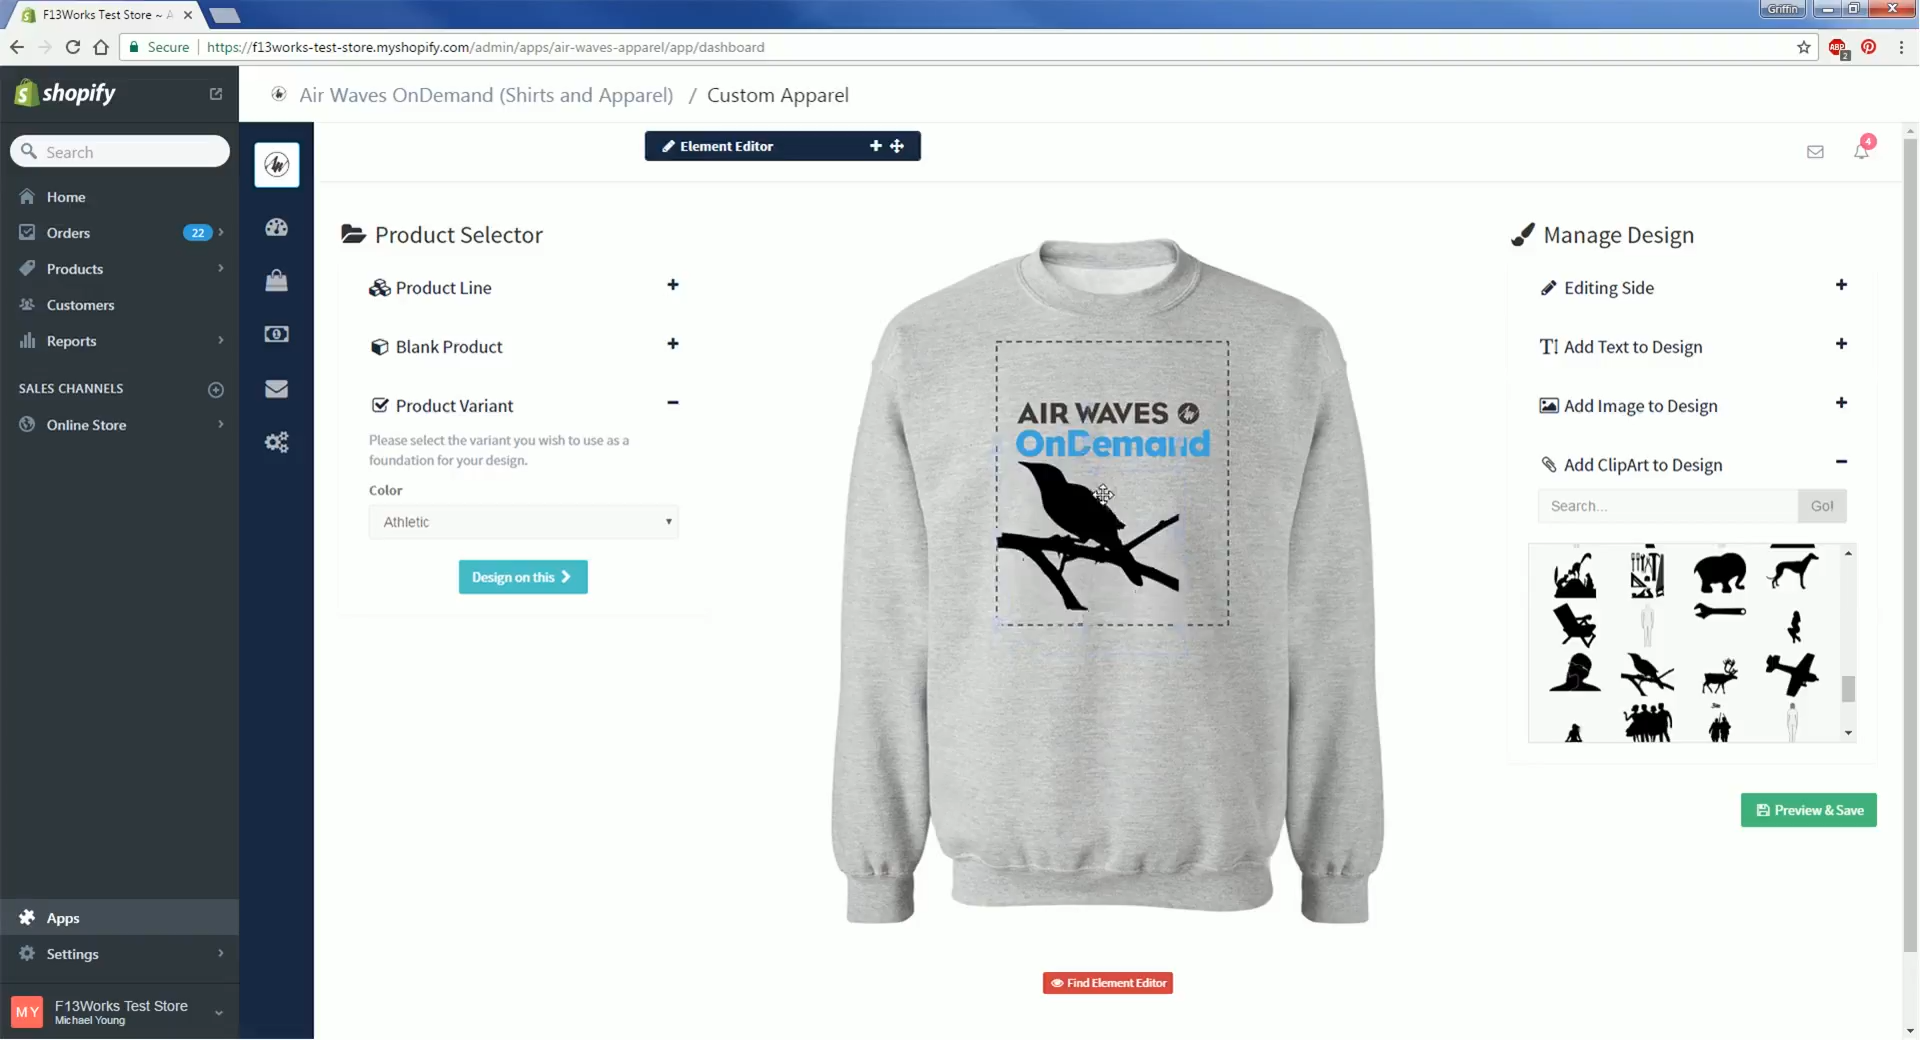 F13Works Test Store ~ A
Griffin
Secure
https://f13works-test-store.myshopify.com/admin/apps/air-waves-apparel/app/dashboard
ABP
2
shopify
Air Waves OnDemand (Shirts and Apparel) / Custom Apparel
Search
Element Editor
4
Home
Orders 22
Products
Customers
Reports
SALES CHANNELS
Online Store
Product Selector
Product Line
Blank Product
Product Variant
Please select the variant you wish to use as a
foundation for your design.
Color
Athletic
Design on this
AIR WAVES
OnDemand
Manage Design
Editing Side
Add Text to Design
Add Image to Design
Add ClipArt to Design
Search...
Go!
Preview & Save
Find Element Editor
Apps
Settings
MY
F13Works Test Store
Michael Young